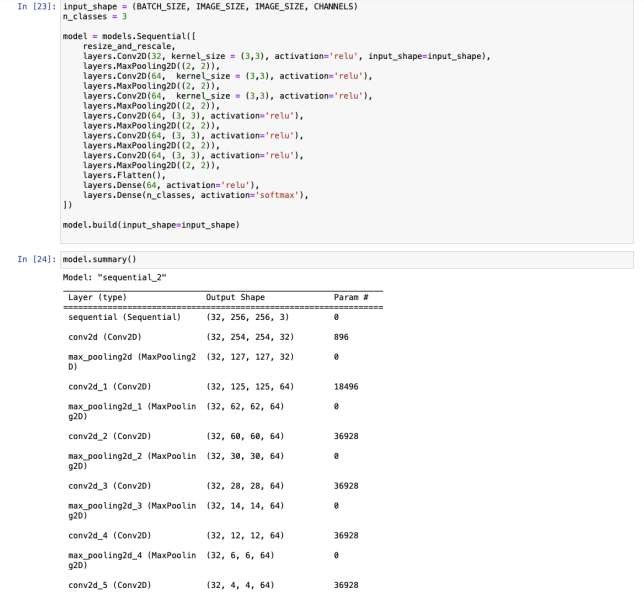 In [23]: input_shape = (BATCH_SIZE, IMAGE_SIZE, IMAGE_SIZE, CHANNELS)
n_classes = 3
model = models.Sequential([
resize_and_rescale,
layers.Conv2D(32, kernel_size = (3,3), activation='relu', input_shape=input_shape),
layers.MaxPooling2D((2, 2)),
layers.Conv2D(64,  kernel_size = (3,3), activation='relu'),
layers.MaxPooling2D((2, 2)),
layers.Conv2D(64,  kernel_size = (3,3), activation='relu'),
layers.MaxPooling2D((2, 2)),
layers.Conv2D(64, (3, 3), activation='relu'),
layers.MaxPooling2D((2, 2)),
layers.Conv2D(64, (3, 3), activation='relu'),
layers.MaxPooling2D((2, 2)),
layers.Conv2D(64, (3, 3), activation='relu'),
layers.MaxPooling2D((2, 2)),
layers.Flatten(),
layers.Dense(64, activation='relu'),
layers.Dense(n_classes, activation='softmax'),
])
model.build(input_shape=input_shape)
In [24]: model.summary()
Model: "sequential_2"
Layer (type) Output Shape Param #
sequential (Sequential) (32, 256, 256, 3) 0
conv2d (Conv2D) (32, 254, 254, 32) 896
max_pooling2d (MaxPooling2 (32, 127, 127, 32) 0
D)
conv2d_1 (Conv2D) (32, 125, 125, 64) 18496
max_pooling2d_1 (MaxPoolin (32, 62, 62, 64) 0
g2D)
conv2d_2 (Conv2D) (32, 60, 60, 64) 36928
max_pooling2d_2 (MaxPoolin (32, 30, 30, 64) 0
g2D)
conv2d_3 (Conv2D) (32, 28, 28, 64) 36928
max_pooling2d_3 (MaxPoolin (32, 14, 14, 64) 0
g2D)
conv2d_4 (Conv2D) (32, 12, 12, 64) 36928
max_pooling2d_4 (MaxPoolin (32, 6, 6, 64) 0
g2D)
conv2d_5 (Conv2D) (32, 4, 4, 64) 36928